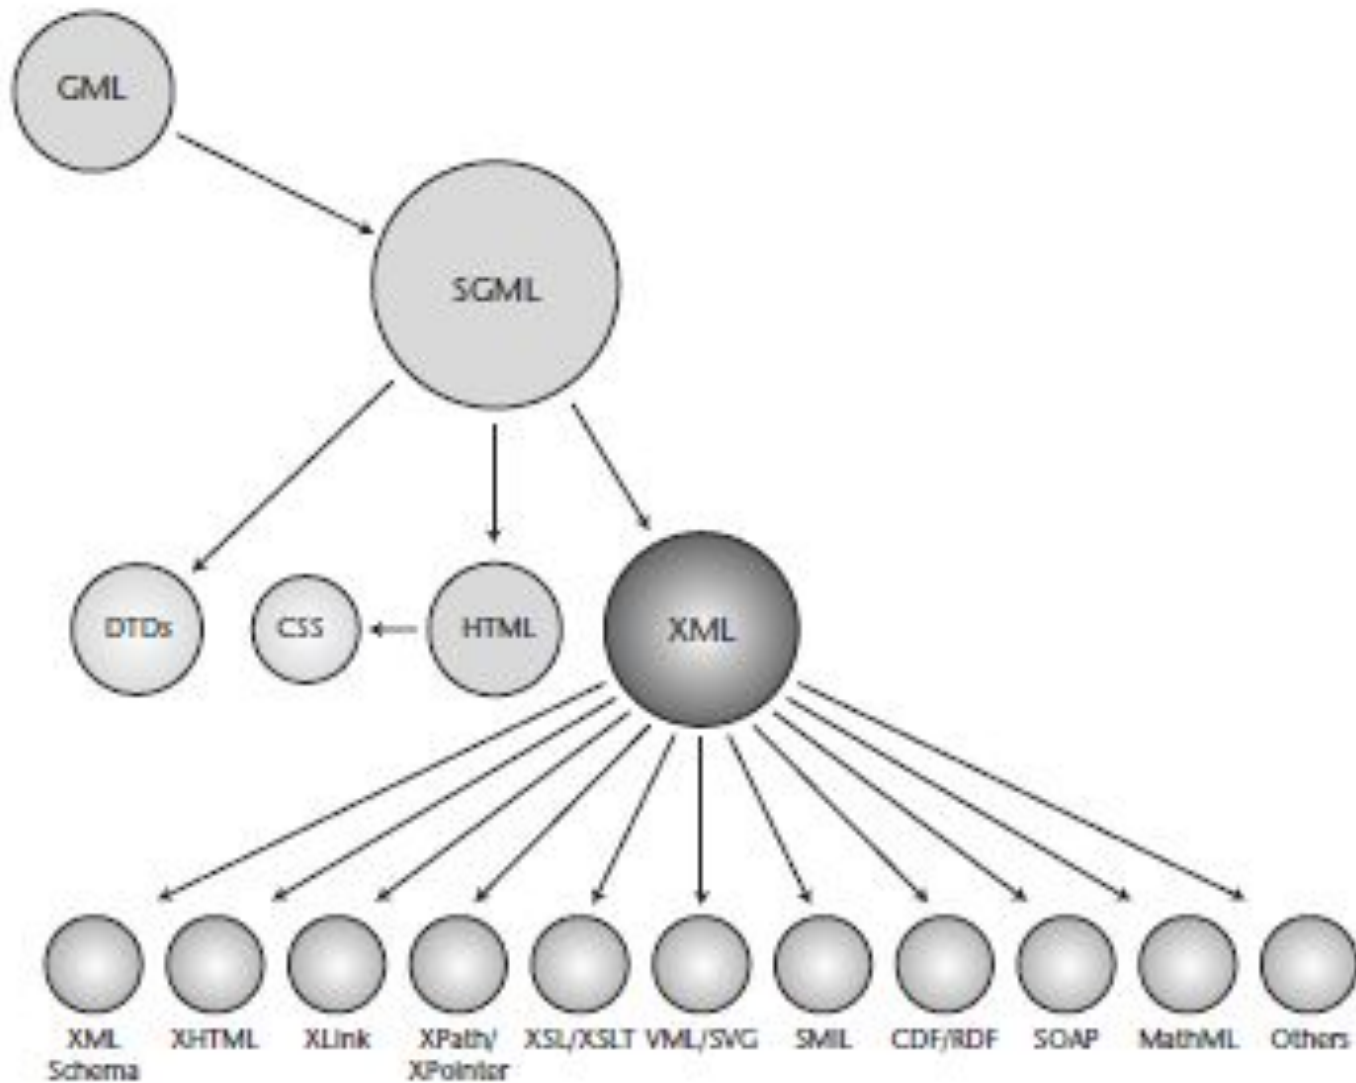 GML
SGML
DTDs
CSS
HTML
XML
XML
Schema
XHTML
XLink
XPath/
XPointer
XSL/XSLT
VML/SVG
SMIL
CDF/RDF
SOAP
MathML
Others